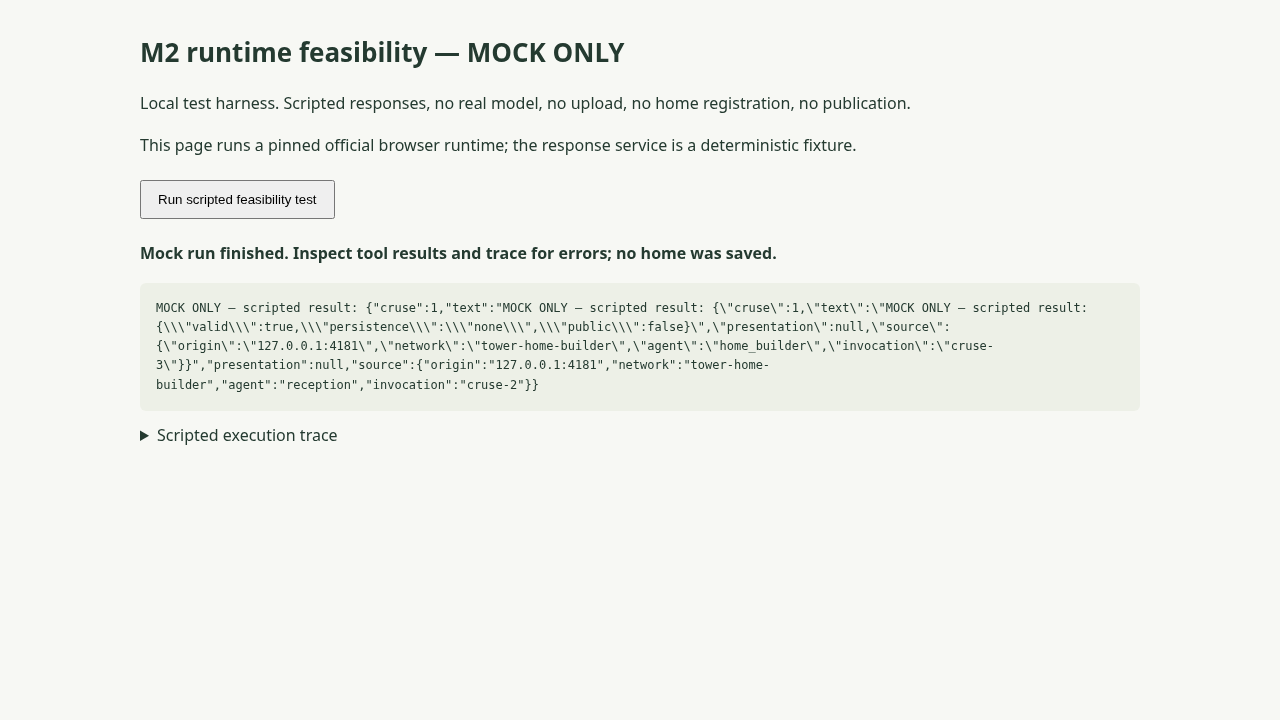 M2 runtime feasibility — MOCK ONLY
Local test harness. Scripted responses, no real model, no upload, no home registration, no publication.
This page runs a pinned official browser runtime; the response service is a deterministic fixture.
Run scripted feasibility test
Mock run finished. Inspect tool results and trace for errors; no home was saved.
MOCK ONLY — scripted result: {"cruse":1,"text":"MOCK ONLY — scripted result: {\"cruse\":1,\"text\":\"MOCK ONLY — scripted result:
{\\\"valid\\\":true,\\\"persistence\\\":\\\"none\\\",\\\"public\\\":false}\",\"presentation\":null,\"source\":
{\"origin\":\"127.0.0.1:4181\",\"network\":\"tower-home-builder\",\"agent\":\"home_builder\",\"invocation\":\"cruse-
3\"}}","presentation":null,"source":{"origin":"127.0.0.1:4181","network":"tower-home-
builder","agent":"reception","invocation":"cruse-2"}}
Scripted execution trace